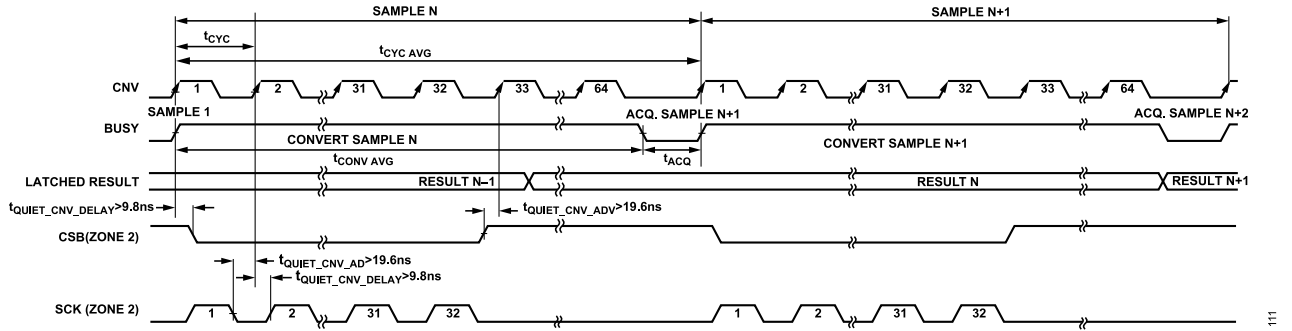 SAMPLE N
SAMPLE N+1
tCYC
tCYC AVG
CNV
1 2 31 32 33 64 1 2 31 32 33 64
SAMPLE 1
ACQ. SAMPLE N+1
ACQ. SAMPLE N+2
BUSY
CONVERT SAMPLE N
CONVERT SAMPLE N+1
tCONV AVG
tACQ
LATCHED RESULT
RESULT N–1
RESULT N
RESULT N+1
tQUIET_CNV_DELAY>9.8ns
tQUIET_CNV_ADV>19.6ns
CSB(ZONE 2)
tQUIET_CNV_AD>19.6ns
tQUIET_CNV_DELAY>9.8ns
SCK (ZONE 2)
1 2 31 32 1 2 31 32
111